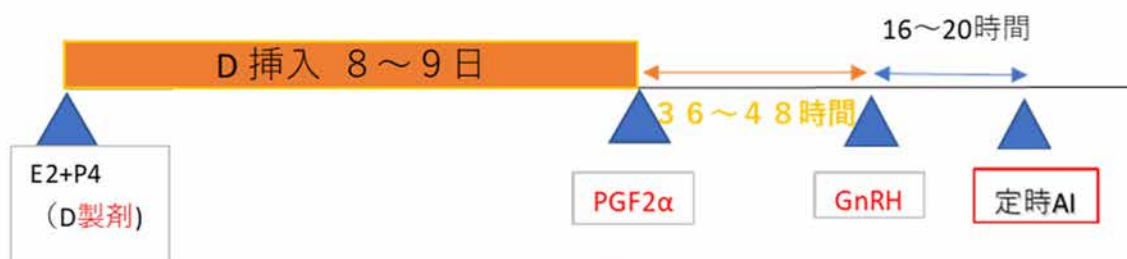 16～20時間
D 挿入 ８～９日
３６～４８時間
E2+P4
（D製剤)
PGF2α
GnRH
定時AI